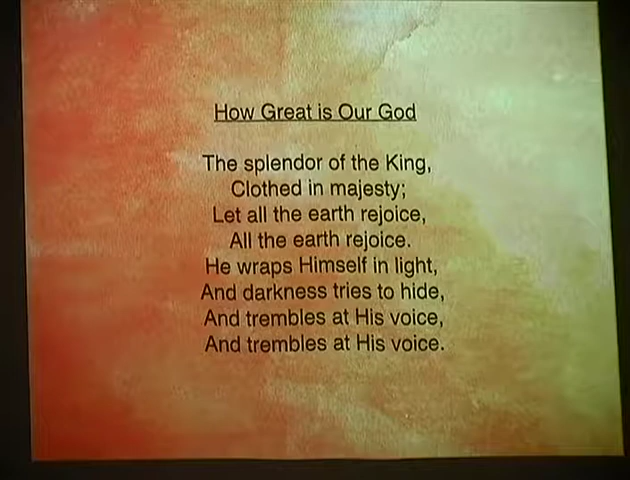 How Great is Our God
The splendor of the King,
Clothed in majesty;
Let all the earth rejoice,
All the earth rejoice.
He wraps Himself in light,
And darkness tries to hide,
And trembles at His voice,
And trembles at His voice.